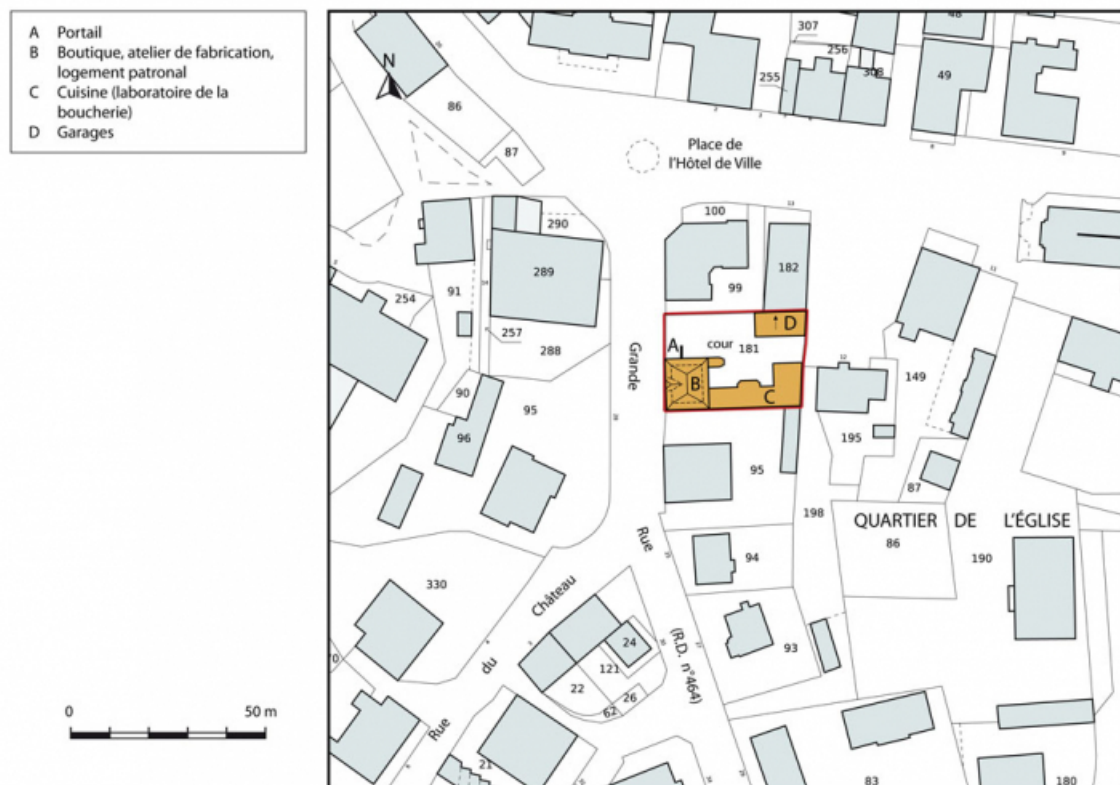 A Portail
B Boutique, atelier de fabrication,
logement patronal
C Cuisine (laboratoire de la
boucherie)
D Garages
N
0 50 m
307
48
256
308
49
255
86
87
Place de
l'Hôtel de Ville
100
290
289
182
99
91
254
257
288
A
cour
181
D
B
C
Grande
149
90
95
96
195
95
87
198
QUARTIER DE L'ÉGLISE
86
190
Rue
94
330
Château
24
121
93
(R.D. n°464)
du
22
26
62
Rue
21
83
180